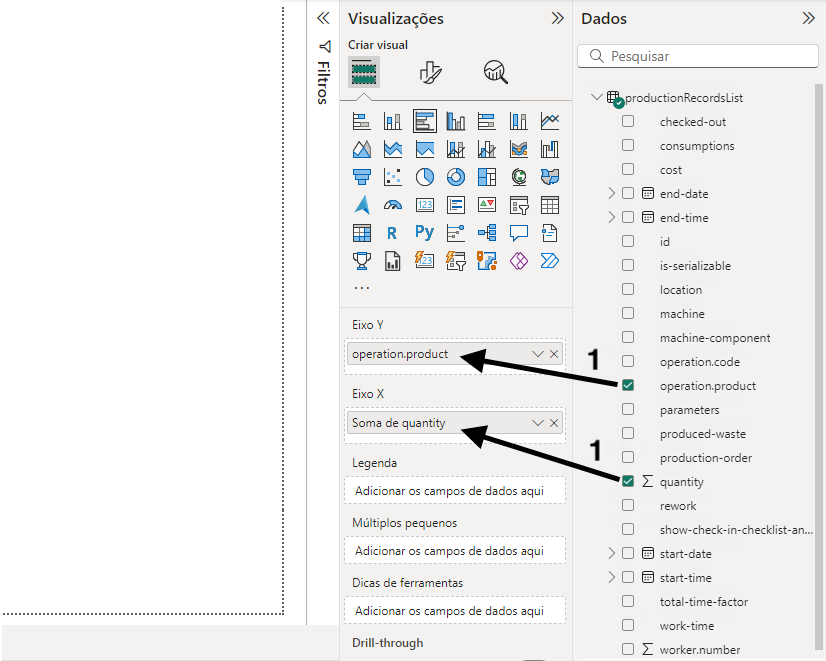 Filtros
Visualizações
Criar visual
123
R
Py
123
...
Eixo Y
operation.product
Eixo X
Soma de quantity
Legenda
Adicionar os campos de dados aqui
Múltiplos pequenos
Adicionar os campos de dados aqui
Dicas de ferramentas
Adicionar os campos de dados aqui
Drill-through
1
1
Dados
Pesquisar
productionRecordsList
checked-out
consumptions
cost
end-date
end-time
id
is-serializable
location
machine
machine-component
operation.code
operation.product
parameters
produced-waste
production-order
∑ quantity
rework
show-check-in-checklist-an...
start-date
start-time
total-time-factor
work-time
∑ worker.number